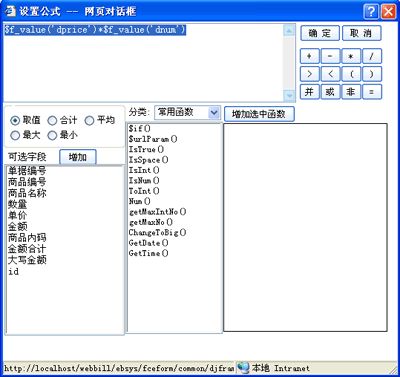 设置公式 -- 网页对话框
$f_value('dprice')*$f_value('dnum')
确 定
取 消
+ - * /
> < ( )
并 或 非 =
取值 合计 平均
最大 最小
可选字段 增加
单据编号
商品编号
商品名称
数量
单价
金额
商品内码
金额合计
大写金额
id
分类: 常用函数
增加选中函数
$if()
$urlParam()
IsTrue()
IsSpace()
IsInt()
IsNum()
ToInt()
Num()
getMaxIntNo()
getMaxNo()
ChangeToBig()
GetDate()
GetTime()
http://localhost/webbill/ebsys/fceform/common/djfram
本地 Intranet